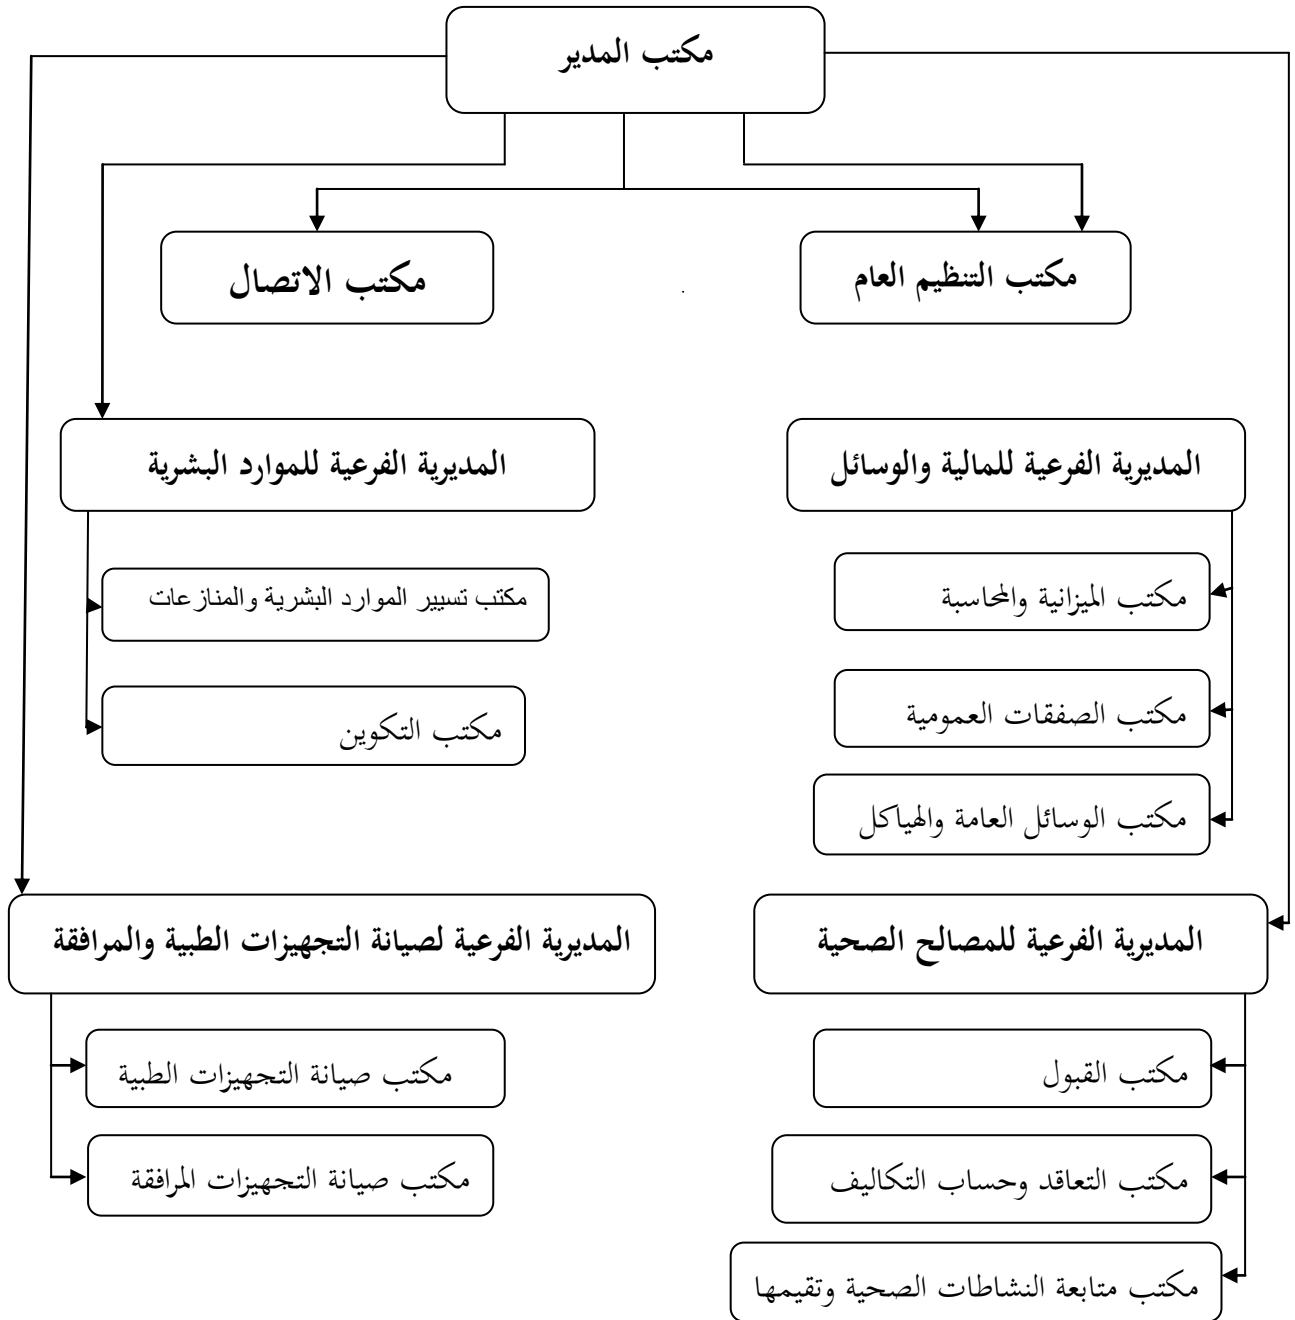 مكتب المدير
مكتب التنظيم العام
مكتب الاتصال
المديرية الفرعية للمالية والوسائل
المديرية الفرعية للموارد البشرية
مكتب الميزانية والمحاسبة
مكتب تسيير الموارد البشرية والمنازعات
مكتب الصفقات العمومية
مكتب التكوين
مكتب الوسائل العامة والهياكل
المديرية الفرعية للمصالح الصحية
المديرية الفرعية لصيانة التجهيزات الطبية والمرافقة
مكتب القبول
مكتب صيانة التجهيزات الطبية
مكتب التعاقد وحساب التكاليف
مكتب صيانة التجهيزات المرافقة
مكتب متابعة النشاطات الصحية وتقيمها